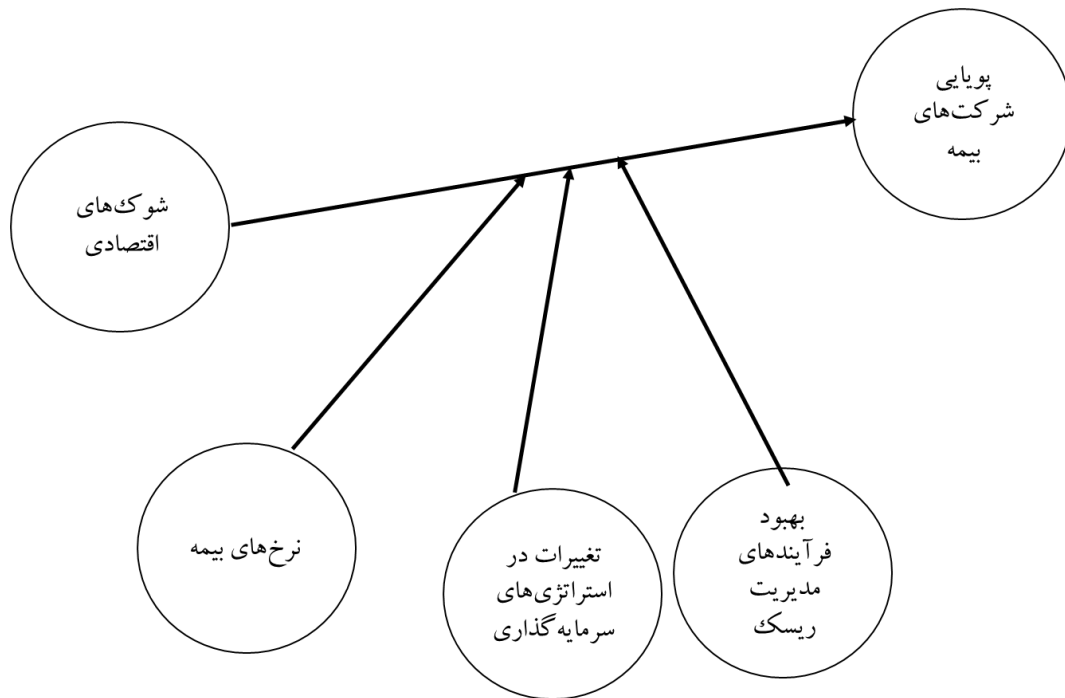 پویایی
شرکت‌های
بیمه
شوک‌های
اقتصادی
نرخ‌های بیمه
تغییرات در
استراتژی‌های
سرمایه‌گذاری
بهبود
فرآیندهای
مدیریت
ریسک